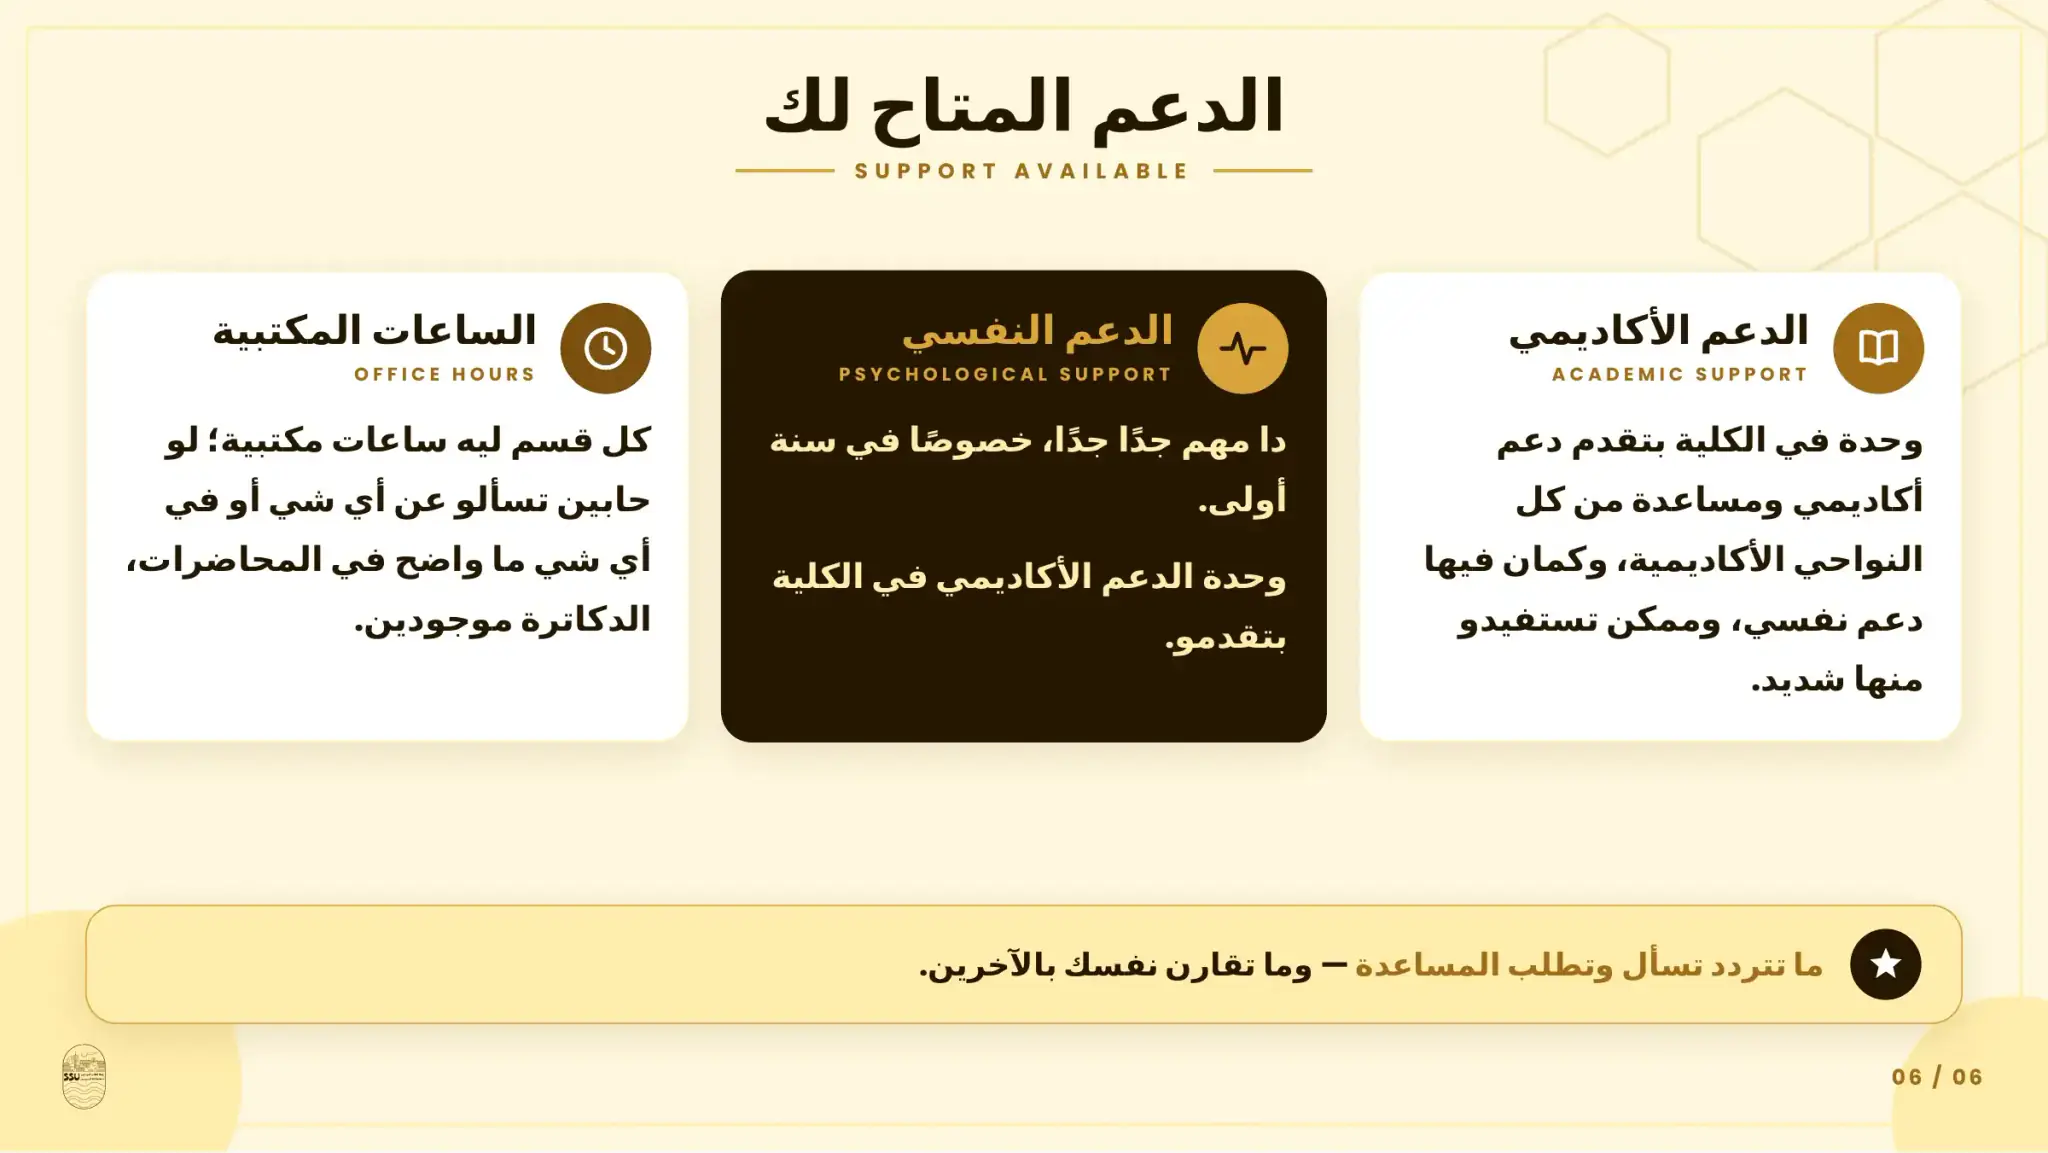 الدعم المتاح لك
SUPPORT AVAILABLE
الدعم الأكاديمي
ACADEMIC SUPPORT
وحدة في الكلية بتقدم دعم
أكاديمي ومساعدة من كل
النواحي الأكاديمية، وكمان فيها
دعم نفسي، وممكن تستفيدو
منها شديد.
الدعم النفسي
PSYCHOLOGICAL SUPPORT
دا مهم جدًا جدًا، خصوصًا في سنة
أولى.
وحدة الدعم الأكاديمي في الكلية
بتقدمو.
الساعات المكتبية
OFFICE HOURS
كل قسم ليه ساعات مكتبية؛ لو
حابين تسألو عن أي شي أو في
أي شي ما واضح في المحاضرات،
الدكاترة موجودين.
ما تتردد تسأل وتطلب المساعدة — وما تقارن نفسك بالآخرين.
SSU
06 / 06